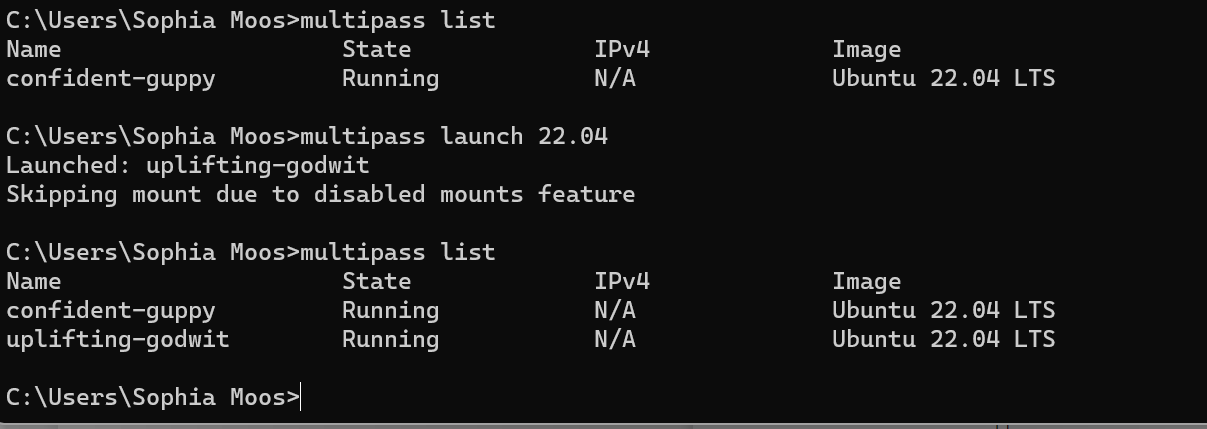 C:\Users\Sophia Moos>multipass list
Name                    State             IPv4             Image
confident-guppy         Running           N/A              Ubuntu 22.04 LTS
C:\Users\Sophia Moos>multipass launch 22.04
Launched: uplifting-godwit
Skipping mount due to disabled mounts feature
C:\Users\Sophia Moos>multipass list
Name                    State             IPv4             Image
confident-guppy         Running           N/A              Ubuntu 22.04 LTS
uplifting-godwit        Running           N/A              Ubuntu 22.04 LTS
C:\Users\Sophia Moos>